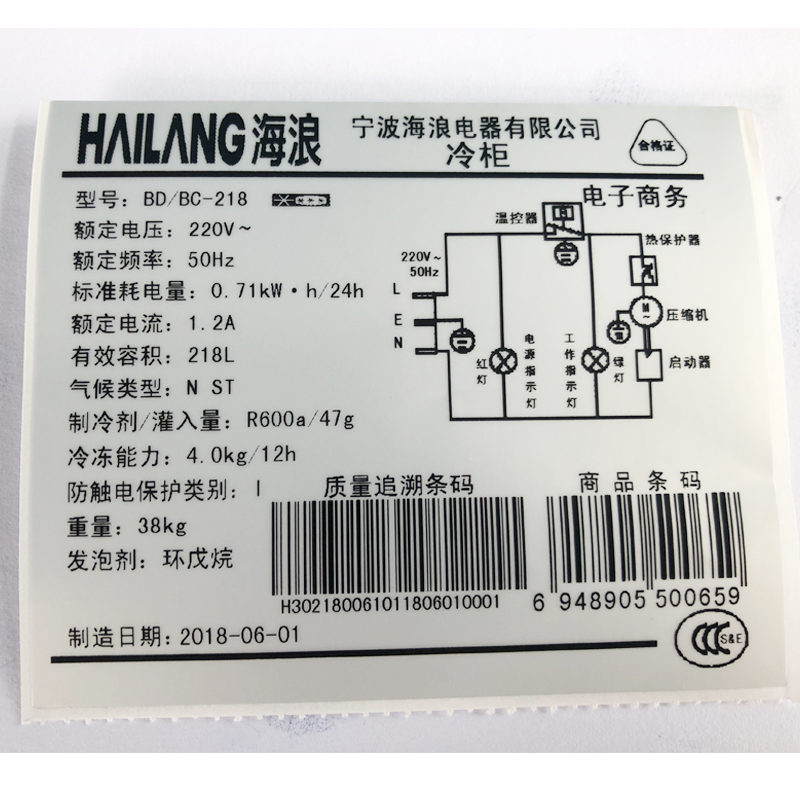 HAILANG海浪
宁波海浪电器有限公司
冷柜
合格证
型号：BD/BC-218
电子商务
额定电压：220V~
额定频率：50Hz
标准耗电量：0.71kW·h/24h
额定电流：1.2A
有效容积：218L
气候类型：N ST
制冷剂/灌入量：R600a/47g
冷冻能力：4.0kg/12h
防触电保护类别：I
重量：38kg
发泡剂：环戊烷
制造日期：2018-06-01
温控器
热保护器
220V~
50Hz
L
E
N
M
~
压缩机
启动器
红灯
电源指示灯
工作指示灯
绿灯
质量追溯条码
H302180061011806010001
商品条码
6 948905 500659
CCC S&E